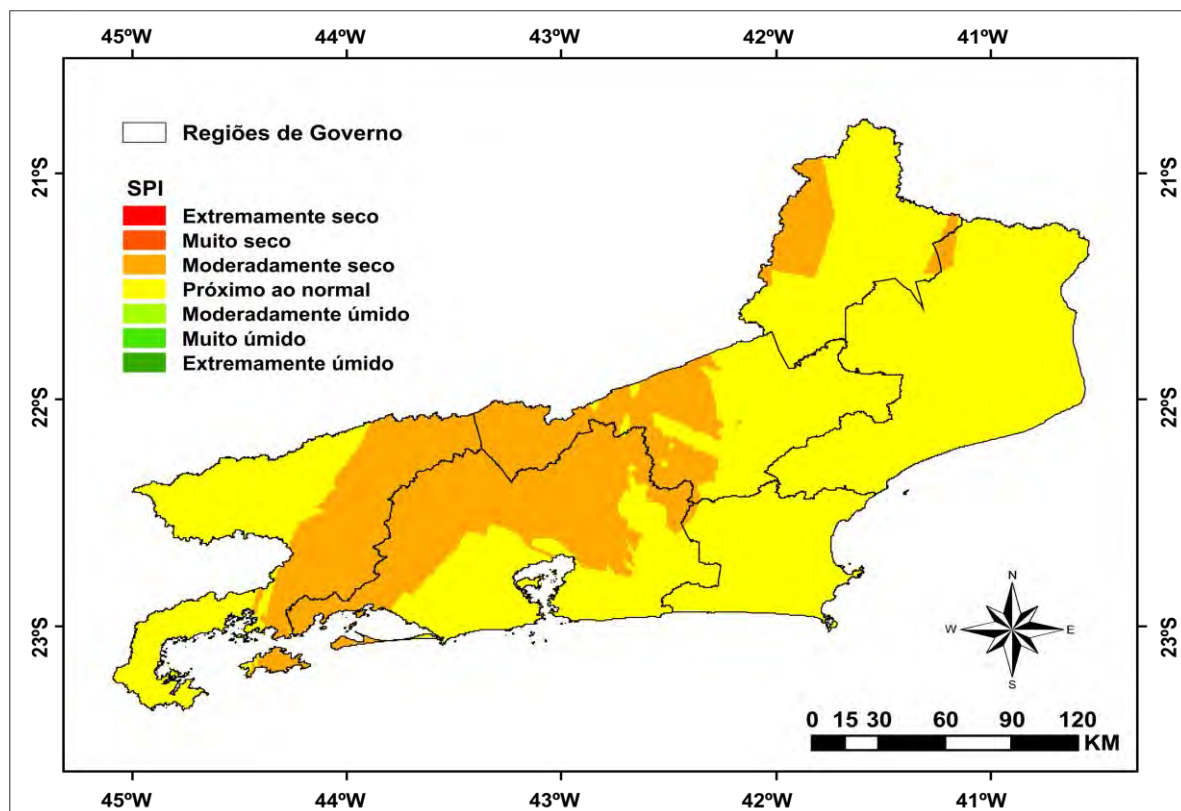 45ºW 44ºW 43ºW 42ºW 41ºW
Regiões de Governo
21ºS 21ºS
SPI
Extremamente seco
Muito seco
Moderadamente seco
Próximo ao normal
Moderadamente úmido
Muito úmido
Extremamente úmido
22ºS 22ºS
N
W E
S
23ºS 23ºS
0 15 30 60 90 120
KM
45ºW 44ºW 43ºW 42ºW 41ºW